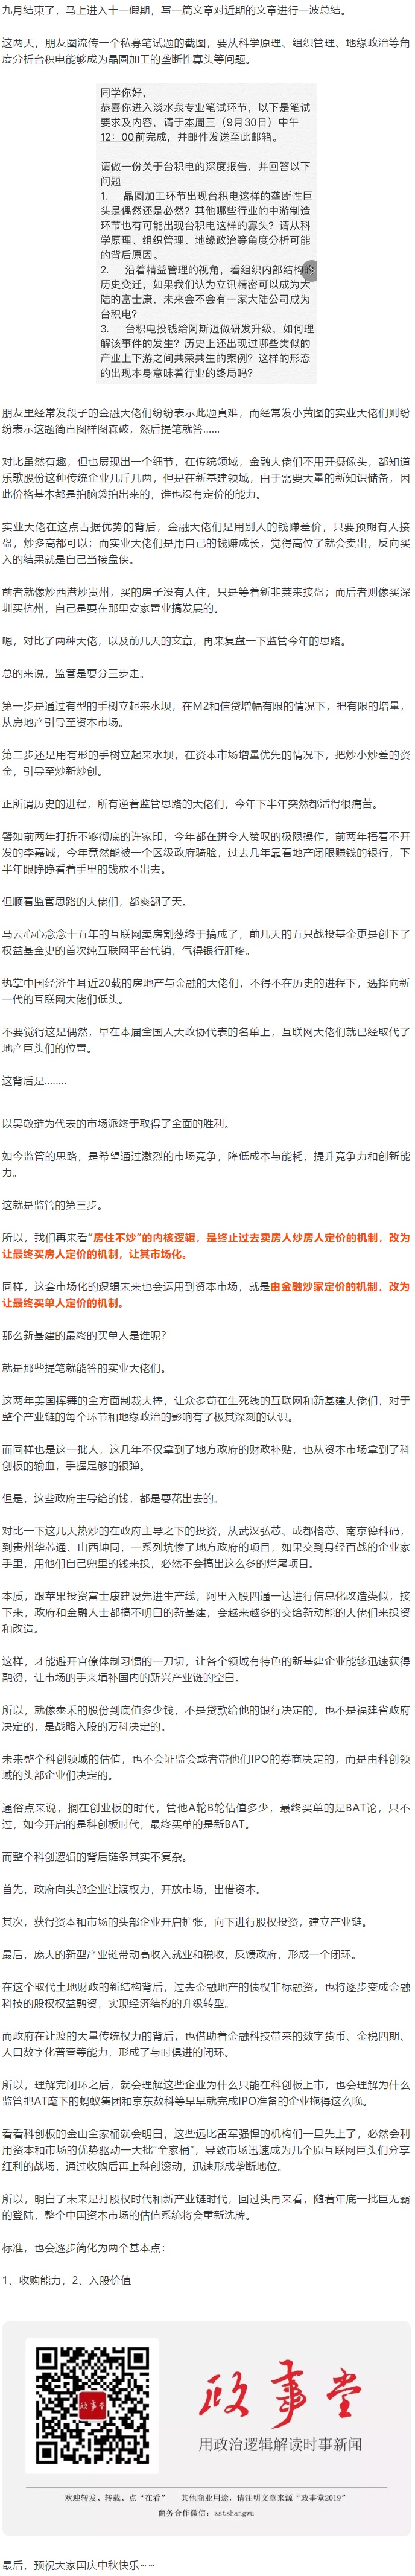 九月结束了，马上进入十一假期，写一篇文章对近期的文章进行一波总结。
这两天，朋友圈流传一个私募笔试题的截图，要从科学原理、组织管理、地缘政治等角
度分析台积电能够成为晶圆加工的垄断性寡头等问题。
同学你好，
恭喜你进入淡水泉专业笔试环节，以下是笔试
要求及内容，请于本周三（9月30日）中午
12：00前完成，并邮件发送至此邮箱。
请做一份关于台积电的深度报告，并回答以下
问题
1. 晶圆加工环节出现台积电这样的垄断性巨
头是偶然还是必然？其他哪些行业的中游制造
环节也有可能出现台积电这样的寡头？请从科
学原理、组织管理、地缘政治等角度分析可能
的背后原因。
2. 沿着精益管理的视角，看组织内部结构的
历史变迁，如果我们认为立讯精密可以成为大
陆的富士康，未来会不会有一家大陆公司成为
台积电？
3. 台积电投钱给阿斯迈做研发升级，如何理
解该事件的发生？历史上还出现过哪些类似的
产业上下游之间共荣共生的案例？这样的形态
的出现本身意味着行业的终局吗？
朋友里经常发段子的金融大佬们纷纷表示此题真难，而经常发小黄图的实业大佬们则纷
纷表示这题简直图样图森破，然后提笔就答……
对比虽然有趣，但也展现出一个细节，在传统领域，金融大佬们不用开摄像头，都知道
乐歌股份这种传统企业几斤几两，但是在新基建领域，由于需要大量的新知识储备，因
此价格基本都是拍脑袋拍出来的，谁也没有定价的能力。
实业大佬在这点占据优势的背后，金融大佬们是用别人的钱赚差价，只要预期有人接
盘，炒多高都可以；而实业大佬们是用自己的钱赚成长，觉得高位了就会卖出，反向买
入的结果就是自己当接盘侠。
前者就像炒西港炒贵州，买的房子没有人住，只是等着新韭菜来接盘；而后者则像买深
圳买杭州，自己是要在那里安家置业搞发展的。
嗯，对比了两种大佬，以及前几天的文章，再来复盘一下监管今年的思路。
总的来说，监管是要分三步走。
第一步是通过有型的手树立起来水坝，在M2和信贷增幅有限的情况下，把有限的增量，
从房地产引导至资本市场。
第二步还是用有形的手树立起来水坝，在资本市场增量优先的情况下，把炒小炒差的资
金，引导至炒新炒创。
正所谓历史的进程，所有逆着监管思路的大佬们，今年下半年突然都活得很痛苦。
譬如前两年打折不够彻底的许家印，今年都在拼令人赞叹的极限操作，前两年捂着不开
发的李嘉诚，今年竟然能被一个区级政府骑脸，过去几年靠着地产闭眼赚钱的银行，下
半年眼睁睁看着手里的钱放不出去。
但顺着监管思路的大佬们，都爽翻了天。
马云心心念念十五年的互联网卖房割葱终于搞成了，前几天的五只战投基金更是创下了
权益基金史的首次纯互联网平台代销，气得银行肝疼。
执掌中国经济牛耳近20载的房地产与金融的大佬们，不得不在历史的进程下，选择向新
一代的互联网大佬们低头。
不要觉得这是偶然，早在本届全国人大政协代表的名单上，互联网大佬们就已经取代了
地产巨头们的位置。
这背后是........
以吴敬琏为代表的市场派终于取得了全面的胜利。
如今监管的思路，是希望通过激烈的市场竞争，降低成本与能耗，提升竞争力和创新能
力。
这就是监管的第三步。
所以，我们再来看“房住不炒”的内核逻辑，是终止过去卖房人炒房人定价的机制，改为
让最终买房人定价的机制，让其市场化。
同样，这套市场化的逻辑未来也会运用到资本市场，就是由金融炒家定价的机制，改为
让最终买单人定价的机制。
那么新基建的最终的买单人是谁呢？
就是那些提笔就能答的实业大佬们。
这两年美国挥舞的全方面制裁大棒，让众多苟在生死线的互联网和新基建大佬们，对于
整个产业链的每个环节和地缘政治的影响有了极其深刻的认识。
而同样也是这一批人，这几年不仅拿到了地方政府的财政补贴，也从资本市场拿到了科
创板的输血，手握足够的银弹。
但是，这些政府主导给的钱，都是要花出去的。
对比一下这几天热炒的在政府主导之下的投资，从武汉弘芯、成都格芯、南京德科码，
到贵州华芯通、山西坤同，一系列坑惨了地方政府的项目，如果交到身经百战的企业家
手里，用他们自己兜里的钱来投，必然不会搞出这么多的烂尾项目。
本质，跟苹果投资富士康建设先进生产线，阿里入股四通一达进行信息化改造类似，接
下来，政府和金融人士都搞不明白的新基建，会越来越多的交给新动能的大佬们来投资
和改造。
这样，才能避开官僚体制习惯的一刀切，让各个领域有特色的新基建企业能够迅速获得
融资，让市场的手来填补国内的新兴产业链的空白。
所以，就像泰禾的股份到底值多少钱，不是贷款给他的银行决定的，也不是福建省政府
决定的，是战略入股的万科决定的。
未来整个科创领域的估值，也不会证监会或者带他们IPO的券商决定的，而是由科创领
域的头部企业们决定的。
通俗点来说，搁在创业板的时代，管他A轮B轮估值多少，最终买单的是BAT论，只不
过，如今开启的是科创板时代，最终买单的是新BAT。
而整个科创逻辑的背后链条其实不复杂。
首先，政府向头部企业让渡权力，开放市场，出借资本。
其次，获得资本和市场的头部企业开启扩张，向下进行股权投资，建立产业链。
最后，庞大的新型产业链带动高收入就业和税收，反馈政府，形成一个闭环。
在这个取代土地财政的新结构背后，过去金融地产的债权非标融资，也将逐步变成金融
科技的股权权益融资，实现经济结构的升级转型。
而政府在让渡的大量传统权力的背后，也借助着金融科技带来的数字货币、金税四期、
人口数字化普查等能力，形成了与时俱进的闭环。
所以，理解完闭环之后，就会理解这些企业为什么只能在科创板上市，也会理解为什么
监管把AT麾下的蚂蚁集团和京东数科等早早就完成IPO准备的企业拖得这么晚。
看看科创板的金山全家桶就会明白，这些远比雷军强悍的机构们一旦先上了，必然会利
用资本和市场的优势驱动一大批“全家桶”，导致市场迅速成为几个原互联网巨头们分享
红利的战场，通过收购后再上科创滚动，迅速形成垄断地位。
所以，明白了未来是打股权时代和新产业链时代，回过头再来看，随着年底一批巨无霸
的登陆，整个中国资本市场的估值系统将会重新洗牌。
标准，也会逐步简化为两个基本点：
1、收购能力，2、入股价值
政事堂
政事堂
用政治逻辑解读时事新闻
欢迎转发、转载、点“在看” 其他商业用途，请注明文章来源“政事堂2019”
商务合作微信：zstshangwu
最后，预祝大家国庆中秋快乐~~